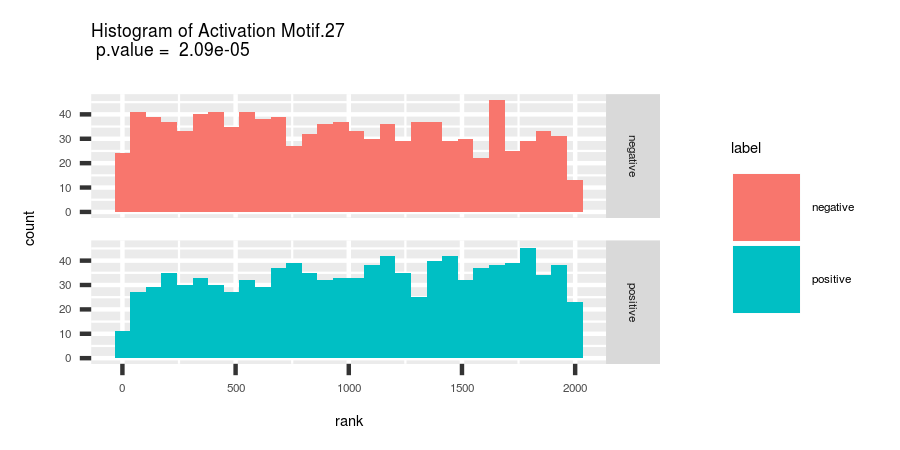 Histogram of Activation Motif.27
p.value = 2.09e-05
count
40
30
20
10
0
negative
40
30
20
10
0
positive
0 500 1000 1500 2000
rank
label
negative
positive